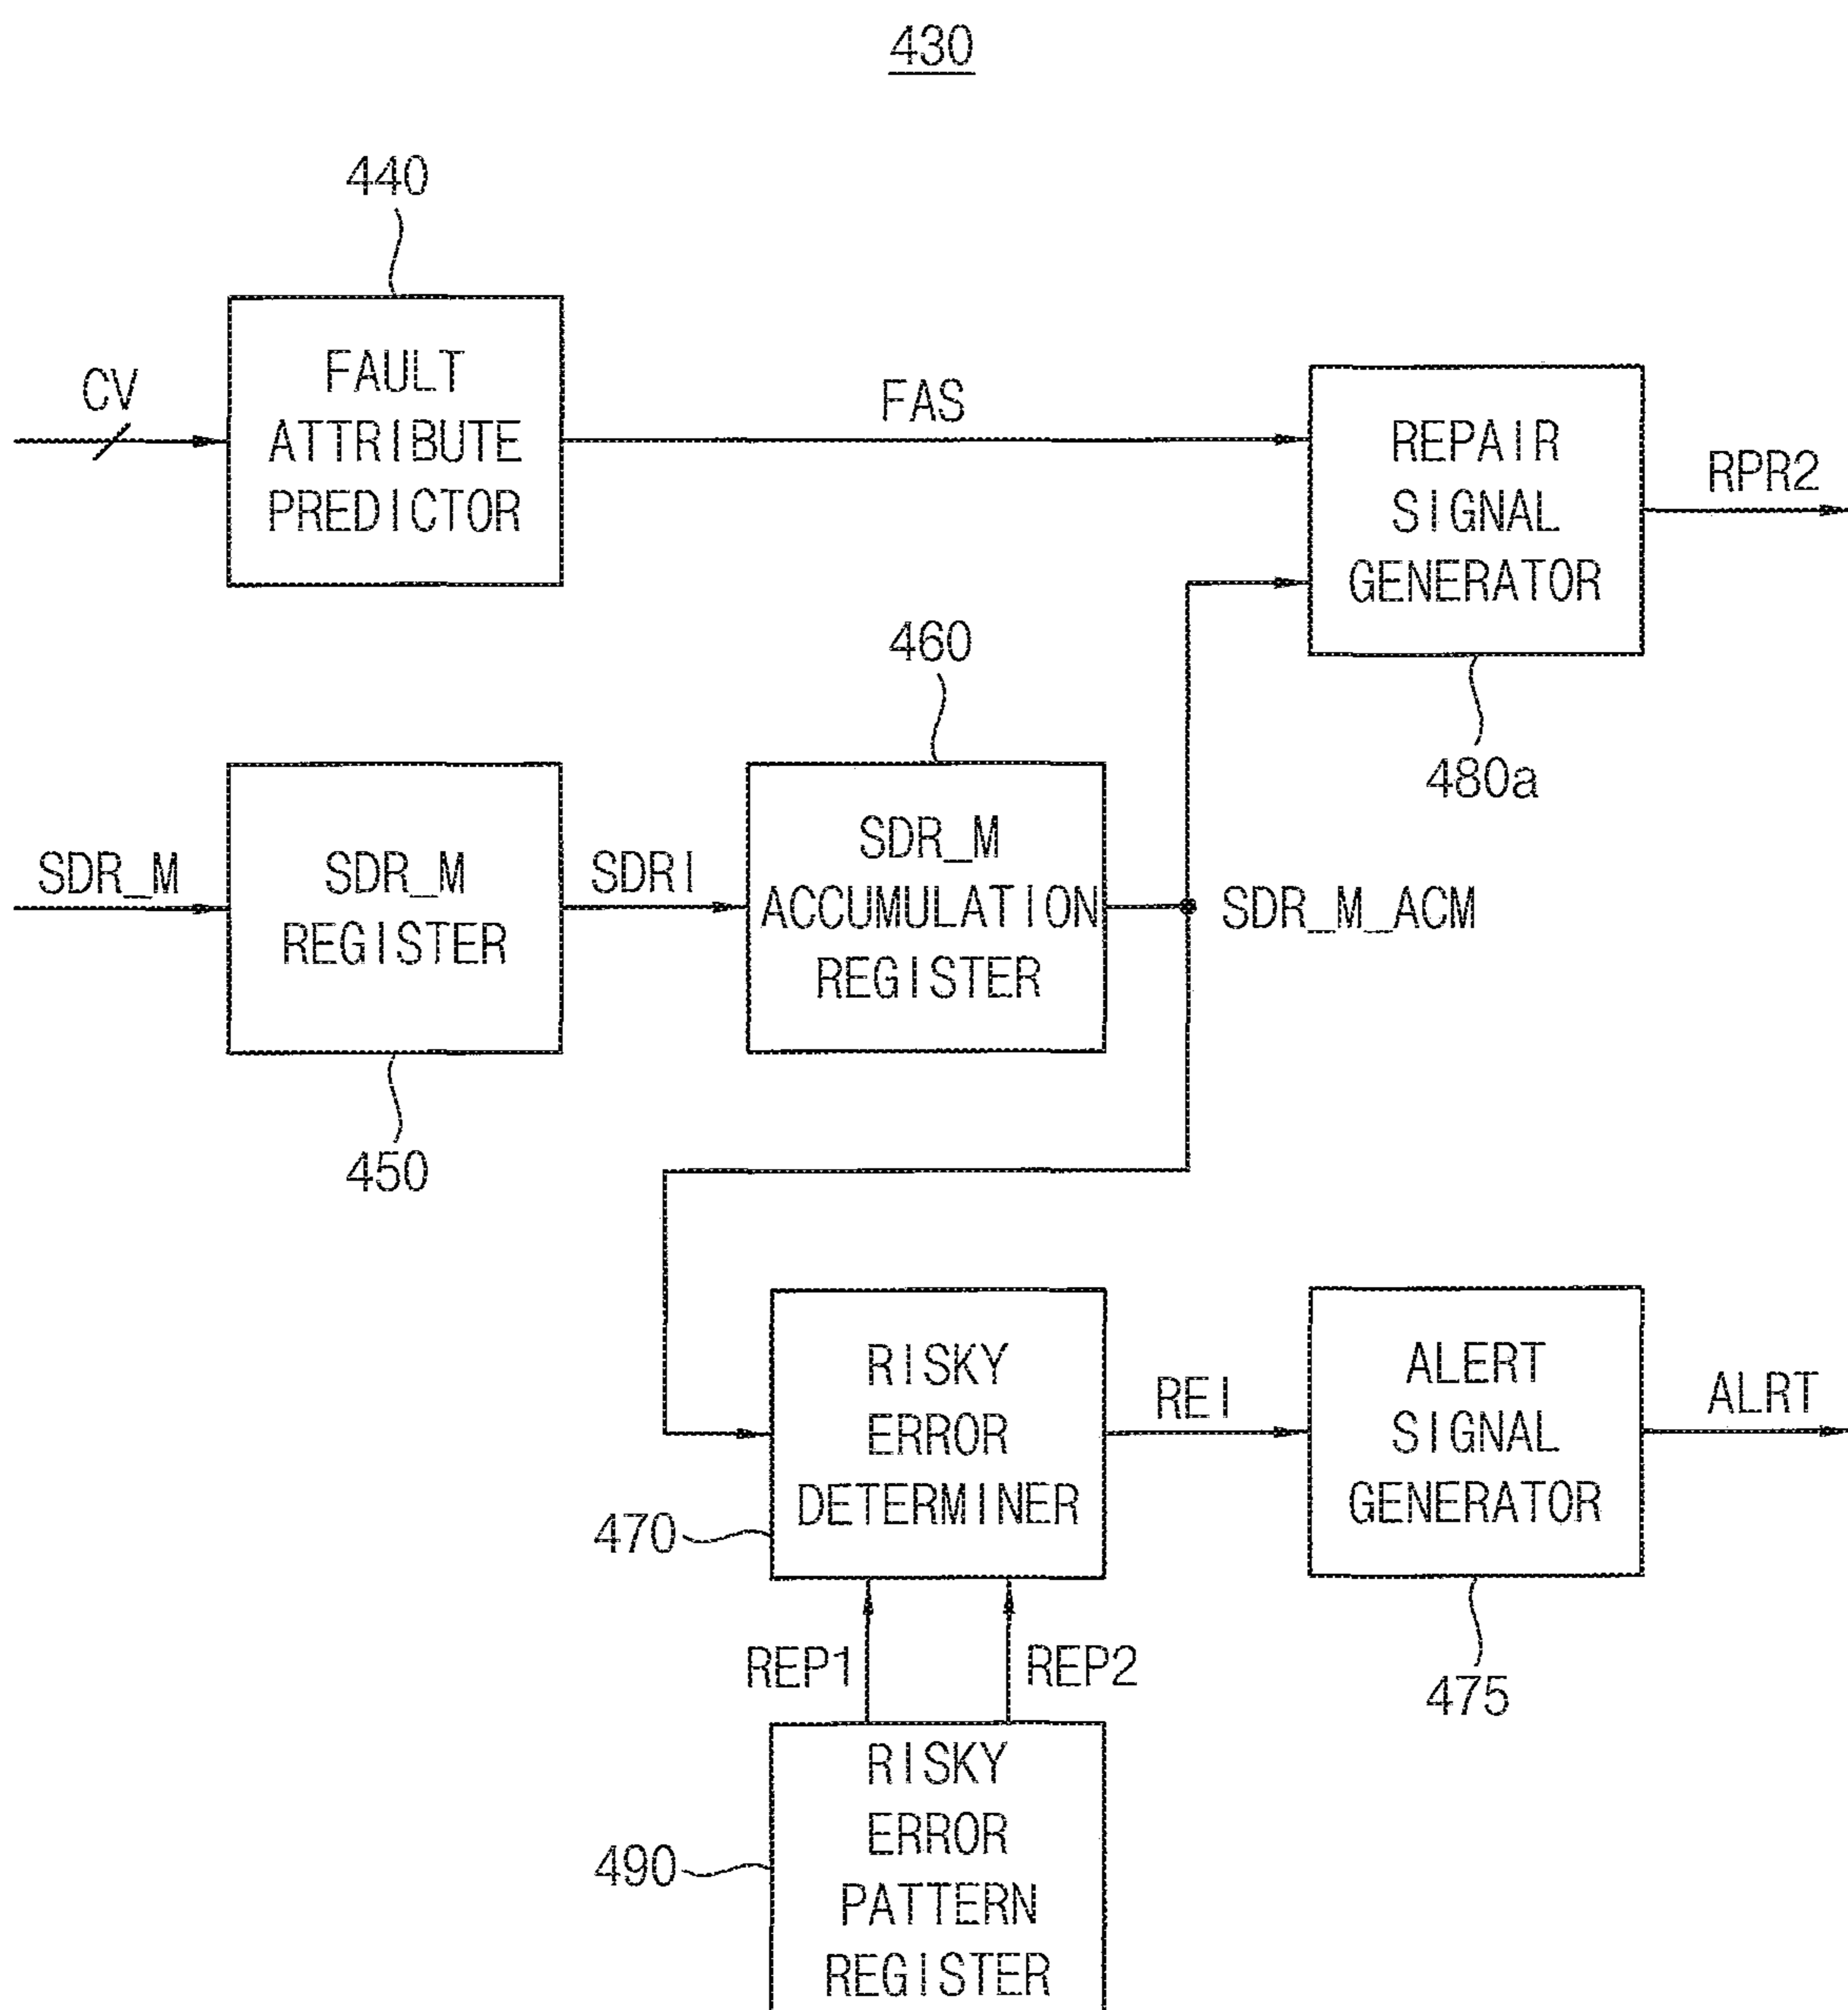 430
440
FAULT
ATTRIBUTE
PREDICTOR
CV
FAS
REPAIR
SIGNAL
GENERATOR
RPR2
480a
460
SDR_M
SDR_M
REGISTER
450
SDRI
SDR_M
ACCUMULATION
REGISTER
SDR_M_ACM
RISKY
ERROR
DETERMINER
470
REI
ALERT
SIGNAL
GENERATOR
ALRT
475
REP1
REP2
RISKY
ERROR
PATTERN
REGISTER
490